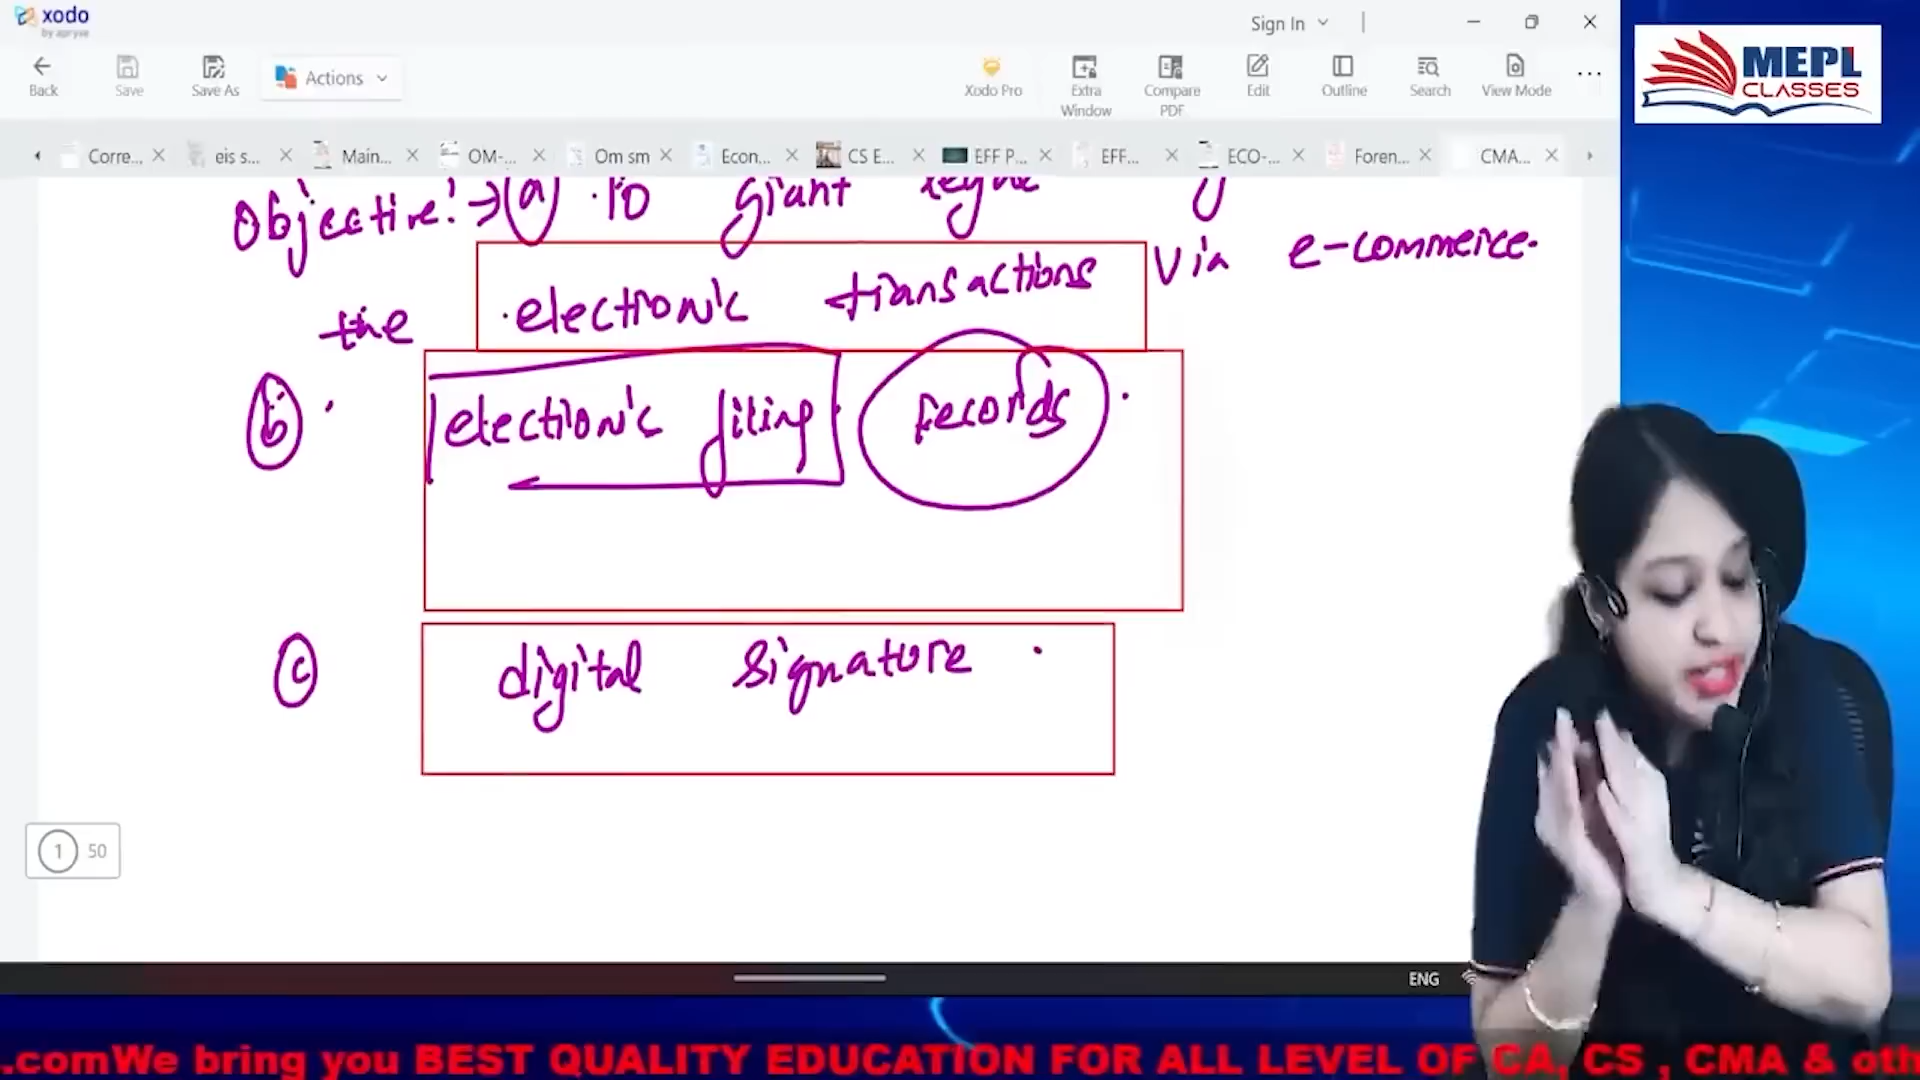 xodo
by apryse
Sign In
Back
Save
Save As
Actions
Xodo Pro
Extra Window
Compare PDF
Edit
Outline
Search
View Mode
Corre...
eis s...
Main...
OM-...
Om sm
Econ...
CS E...
EFF P...
EFF...
ECO-...
Foren...
CMA...
MEPL
CLASSES
Objective:→(a) To grant
the electronic transactions via e-commerce.
(b) electronic filing records.
(c) digital signature.
1 50
ENG
.comWe bring you BEST QUALITY EDUCATION FOR ALL LEVEL OF CA, CS , CMA & oth